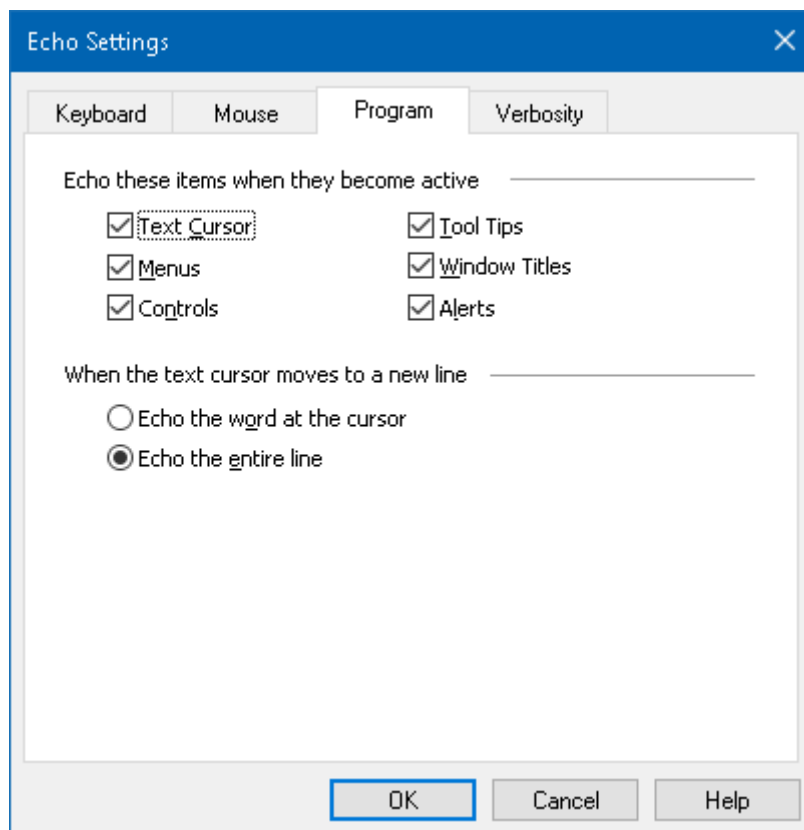 Echo Settings
Keyboard Mouse Program Verbosity
Echo these items when they become active
Text Cursor Tool Tips
Menus Window Titles
Controls Alerts
When the text cursor moves to a new line
Echo the word at the cursor
Echo the entire line
OK Cancel Help